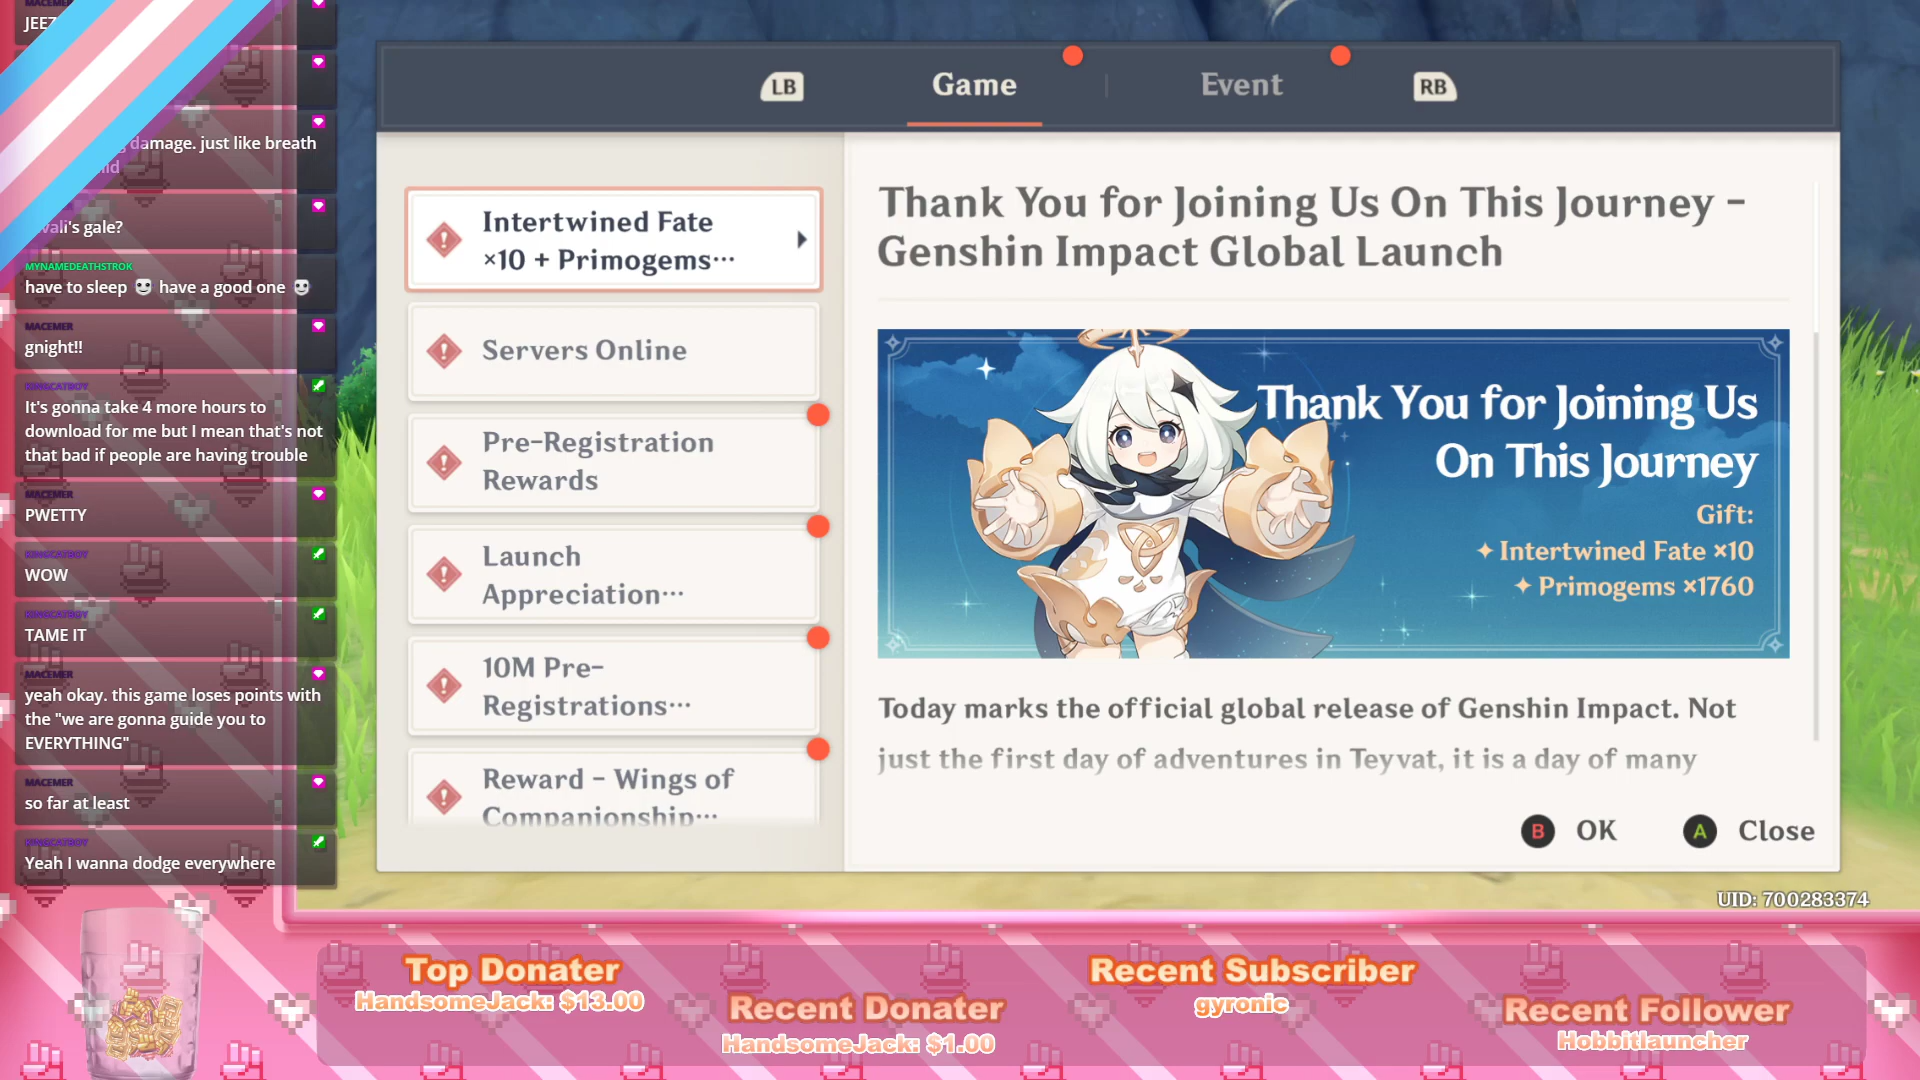 MACEMER
JEEZ
damage. just like breath
vali's gale?
MYNAMEDEATHSTROK
have to sleep have a good one
MACEMER
gnight!!
KINGCATBOY
It's gonna take 4 more hours to
download for me but I mean that's not
that bad if people are having trouble
MACEMER
PWETTY
KINGCATBOY
WOW
KINGCATBOY
TAME IT
MACEMER
yeah okay. this game loses points with
the "we are gonna guide you to
EVERYTHING"
MACEMER
so far at least
KINGCATBOY
Yeah I wanna dodge everywhere
LB
Game
Event
RB
Intertwined Fate
×10 + Primogems···
Servers Online
Pre-Registration
Rewards
Launch
Appreciation···
10M Pre-
Registrations···
Reward - Wings of
Companionship···
Thank You for Joining Us On This Journey -
Genshin Impact Global Launch
Thank You for Joining Us
On This Journey
Gift:
Intertwined Fate ×10
Primogems ×1760
Today marks the official global release of Genshin Impact. Not
just the first day of adventures in Teyvat, it is a day of many
B OK
A Close
UID: 700283374
Top Donater
HandsomeJack: $13.00
Recent Donater
HandsomeJack: $1.00
Recent Subscriber
gyronic
Recent Follower
Hobbitlauncher